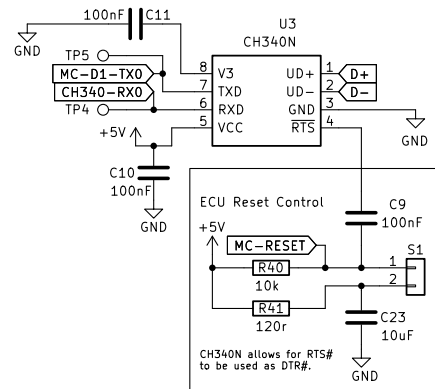 100nF C11
U3
CH340N
GND
TP5
MC-D1-TX0
CH340-RX0
TP4
8 V3
7 TXD
6 RXD
5 VCC
UD+ 1 D+
UD- 2 D-
GND 3
RTS 4
GND
+5V
C10
100nF
GND
ECU Reset Control
C9
100nF
+5V
MC-RESET
S1
R40
10k
1
2
R41
120r
C23
10uF
CH340N allows for RTS#
to be used as DTR#.
GND